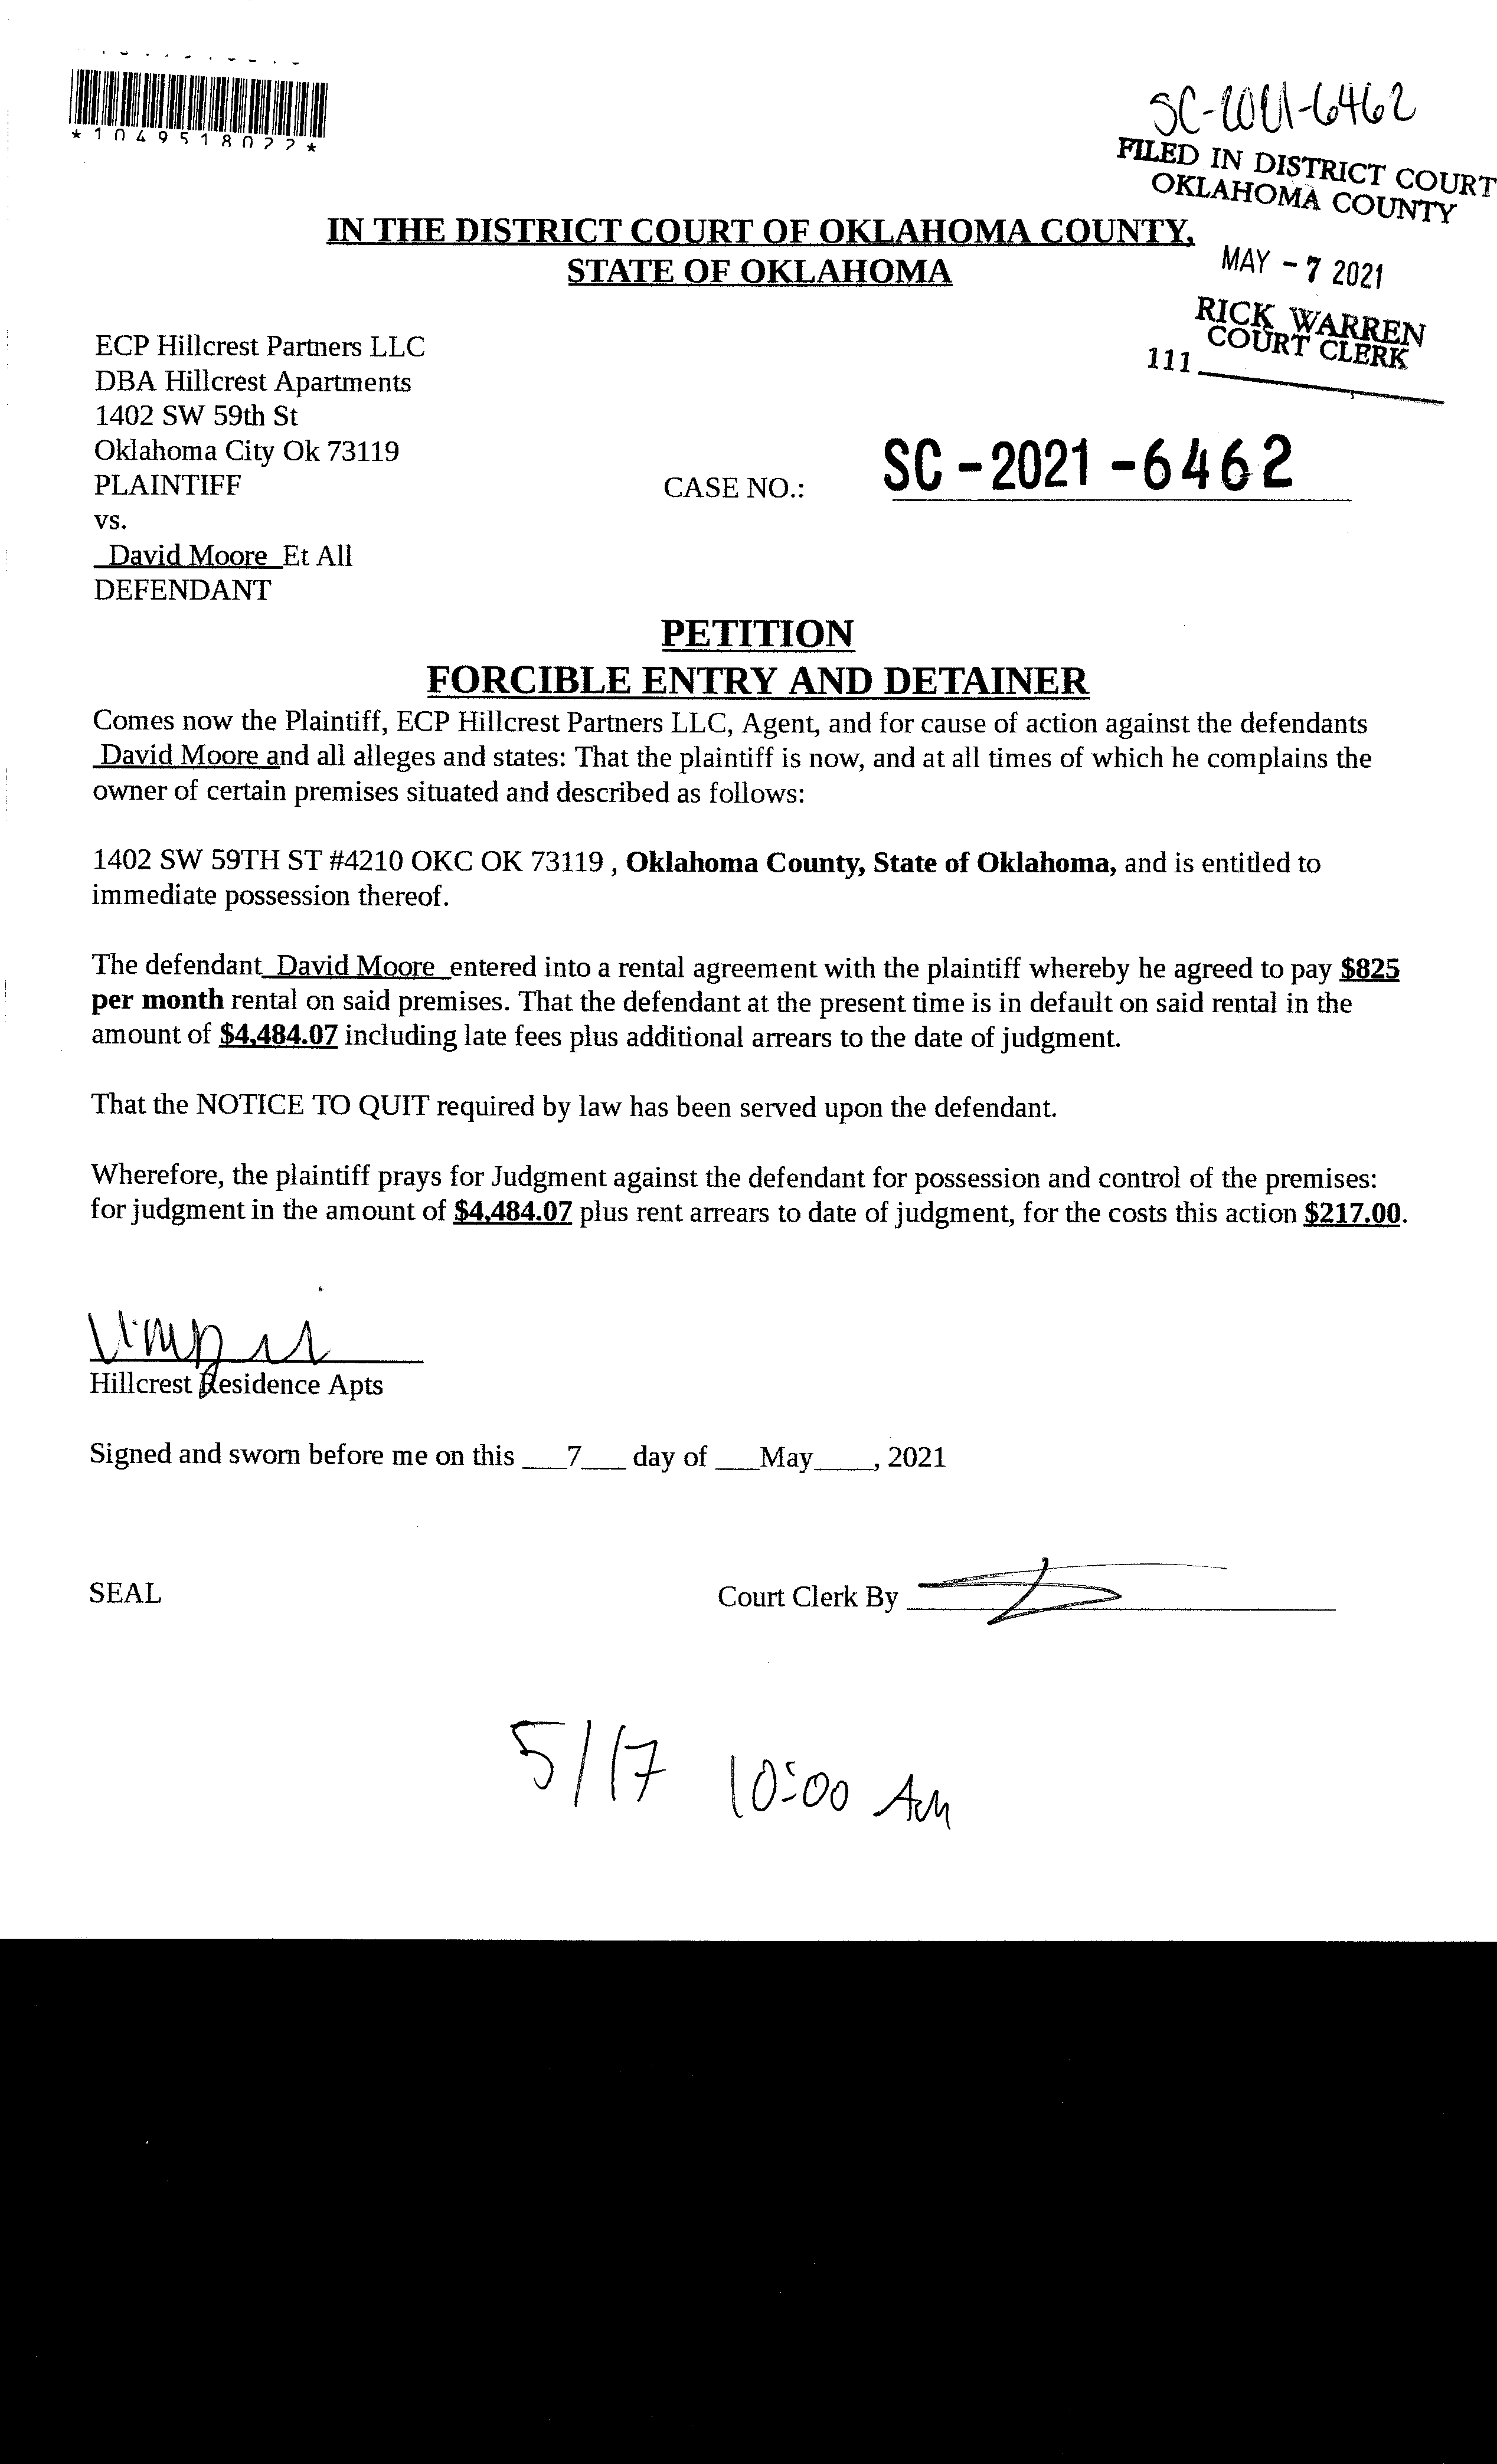 *1049518022*
SC-2021-6462
FILED IN DISTRICT COURT
OKLAHOMA COUNTY
MAY - 7 2021
RICK WARREN
COURT CLERK
111
IN THE DISTRICT COURT OF OKLAHOMA COUNTY,
STATE OF OKLAHOMA
ECP Hillcrest Partners LLC
DBA Hillcrest Apartments
1402 SW 59th St
Oklahoma City Ok 73119
PLAINTIFF
CASE NO.: SC-2021-6462
vs.
David Moore Et All
DEFENDANT
PETITION
FORCIBLE ENTRY AND DETAINER
Comes now the Plaintiff, ECP Hillcrest Partners LLC, Agent, and for cause of action against the defendants
David Moore and all alleges and states: That the plaintiff is now, and at all times of which he complains the
owner of certain premises situated and described as follows:
1402 SW 59TH ST #4210 OKC OK 73119 , Oklahoma County, State of Oklahoma, and is entitled to
immediate possession thereof.
The defendant David Moore entered into a rental agreement with the plaintiff whereby he agreed to pay $825
per month rental on said premises. That the defendant at the present time is in default on said rental in the
amount of $4,484.07 including late fees plus additional arrears to the date of judgment.
That the NOTICE TO QUIT required by law has been served upon the defendant.
Wherefore, the plaintiff prays for Judgment against the defendant for possession and control of the premises:
for judgment in the amount of $4,484.07 plus rent arrears to date of judgment, for the costs this action $217.00.
Hillcrest Residence Apts
Signed and sworn before me on this ___7___ day of ___May____, 2021
SEAL
Court Clerk By
5/17 10:00 AM